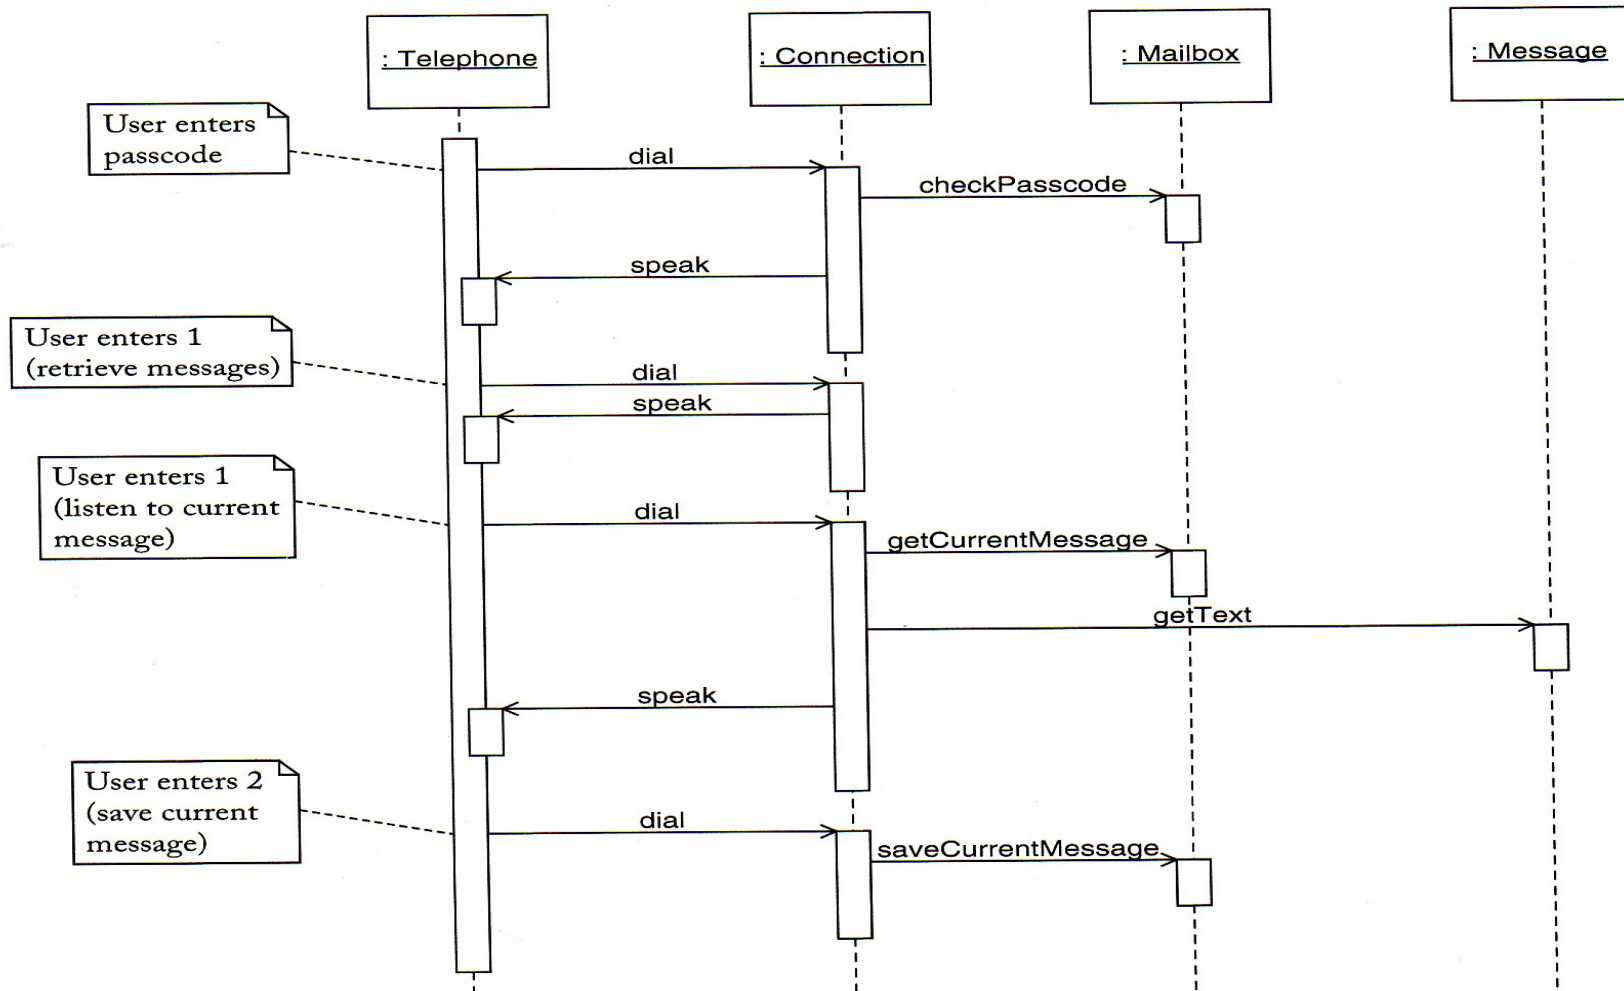 : Telephone
: Connection
: Mailbox
: Message
User enters
passcode
dial
checkPasscode
speak
User enters 1
(retrieve messages)
dial
speak
User enters 1
(listen to current
message)
dial
getCurrentMessage
getText
speak
User enters 2
(save current
message)
dial
saveCurrentMessage